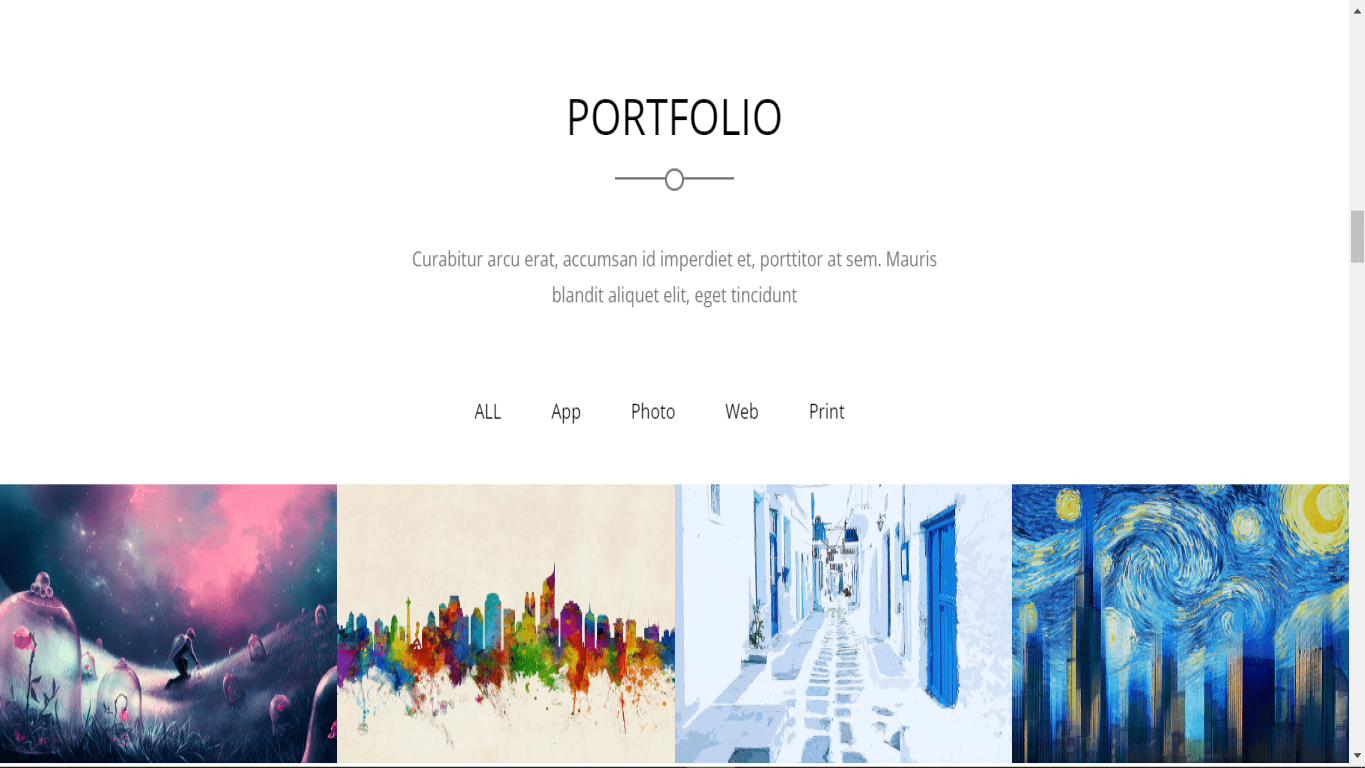 PORTFOLIO
Curabitur arcu erat, accumsan id imperdiet et, porttitor at sem. Mauris
blandit aliquet elit, eget tincidunt
ALL App Photo Web Print